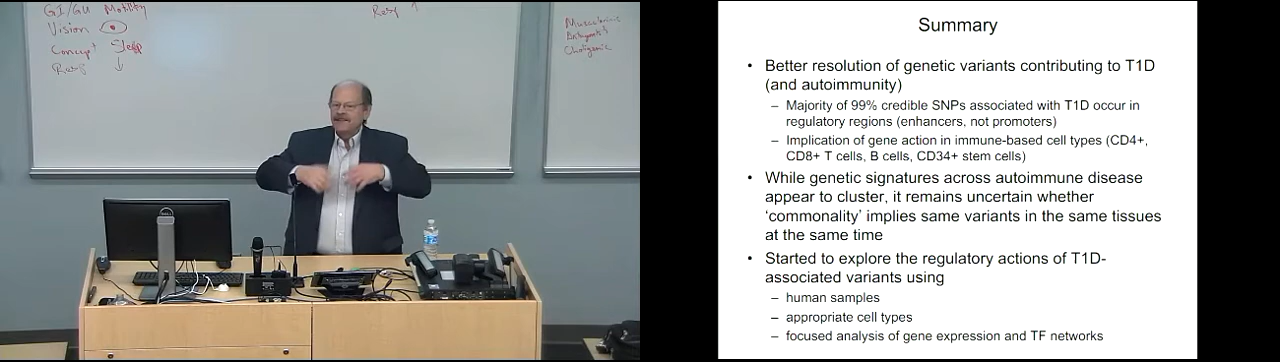 GI/GU Motility
Vision
Sleep
Resp ↑
Muscarinic
Summary
• Better resolution of genetic variants contributing to T1D
(and autoimmunity)
– Majority of 99% credible SNPs associated with T1D occur in
regulatory regions (enhancers, not promoters)
– Implication of gene action in immune-based cell types (CD4+,
CD8+ T cells, B cells, CD34+ stem cells)
• While genetic signatures across autoimmune disease
appear to cluster, it remains uncertain whether
‘commonality’ implies same variants in the same tissues
at the same time
• Started to explore the regulatory actions of T1D-
associated variants using
– human samples
– appropriate cell types
– focused analysis of gene expression and TF networks